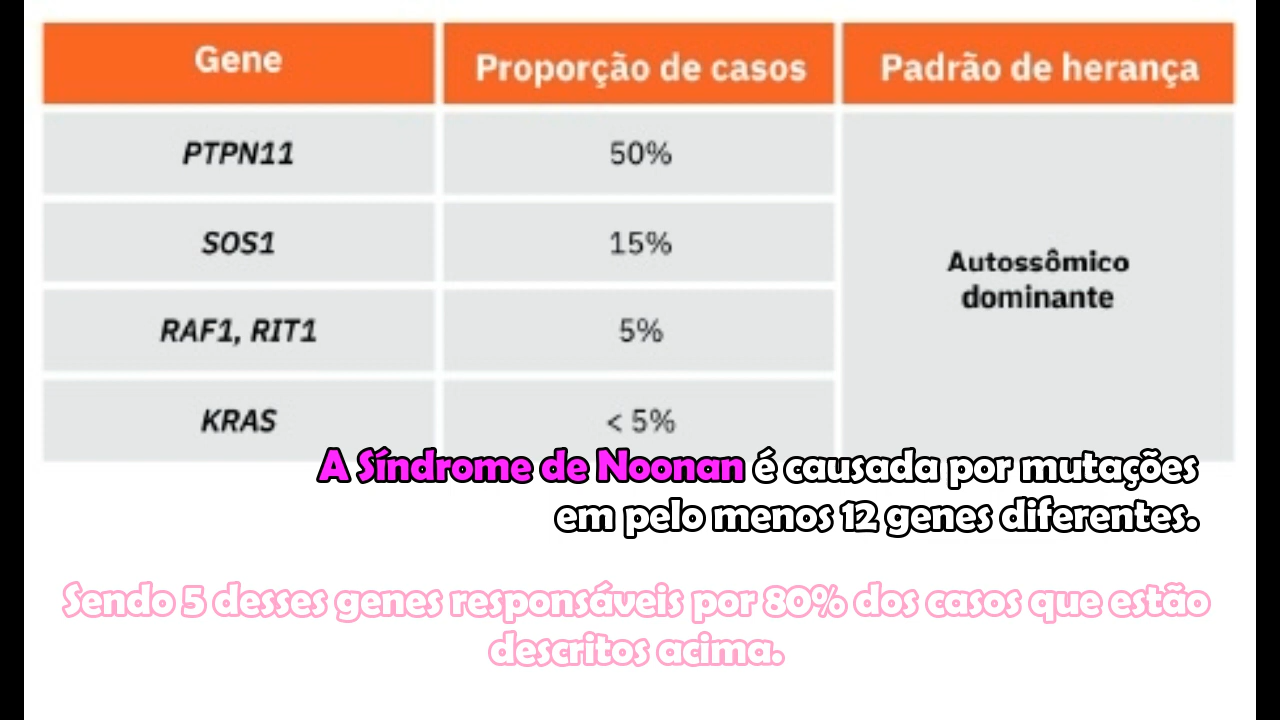 Gene Proporção de casos Padrão de herança
PTPN11 50%
SOS1 15%
Autossômico
dominante
RAF1, RIT1 5%
KRAS < 5%
A Síndrome de Noonan é causada por mutações
em pelo menos 12 genes diferentes.
Sendo 5 desses genes responsáveis por 80% dos casos que estão
descritos acima.